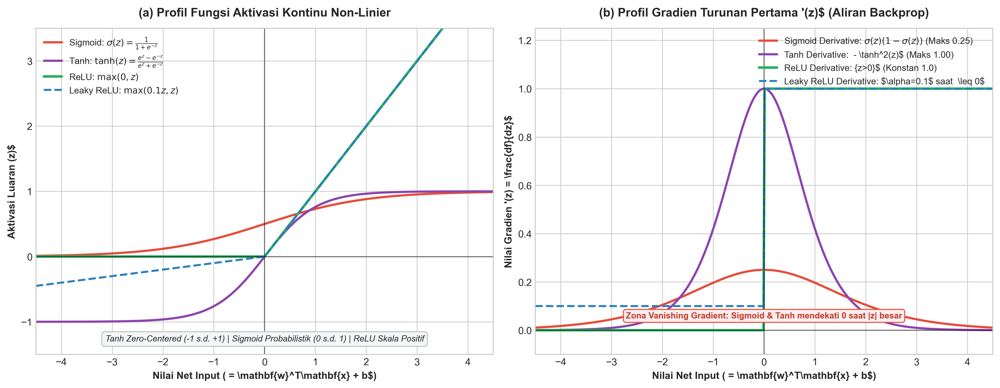 (a) Profil Fungsi Aktivasi Kontinu Non-Linier
Sigmoid: σ(z) = 1/(1 + e^{-z})
Tanh: tanh(z) = (e^z − e^{-z})/(e^z + e^{-z})
ReLU: max(0, z)
Leaky ReLU: max(0.1z, z)
Aktivasi Luaran (z)$
3
2
1
0
−1
Tanh Zero-Centered (-1 s.d. +1) | Sigmoid Probabilistik (0 s.d. 1) | ReLU Skala Positif
−4 −3 −2 −1 0 1 2 3 4
Nilai Net Input ( = \mathbf{w}^T\mathbf{x} + b$)
(b) Profil Gradien Turunan Pertama '(z)$ (Aliran Backprop)
Sigmoid Derivative: σ(z)(1 − σ(z)) (Maks 0.25)
Tanh Derivative:  - \tanh^2(z)$ (Maks 1.00)
ReLU Derivative: {z>0}$ (Konstan 1.0)
Leaky ReLU Derivative: $\alpha=0.1$ saat  \leq 0$
Nilai Gradien '(z) = \frac{df}{dz}$
1.2
1.0
0.8
0.6
0.4
0.2
0.0
Zona Vanishing Gradient: Sigmoid & Tanh mendekati 0 saat |z| besar
−4 −3 −2 −1 0 1 2 3 4
Nilai Net Input ( = \mathbf{w}^T\mathbf{x} + b$)